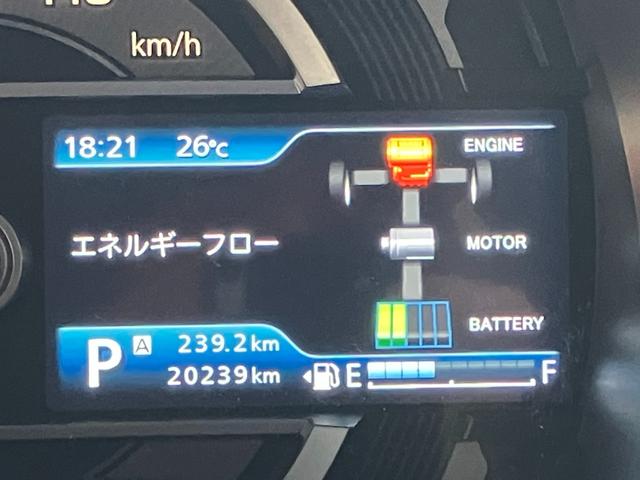 km/h
18:21 26℃ ENGINE
エネルギーフロー MOTOR
BATTERY
P A 239.2km
20239km E F